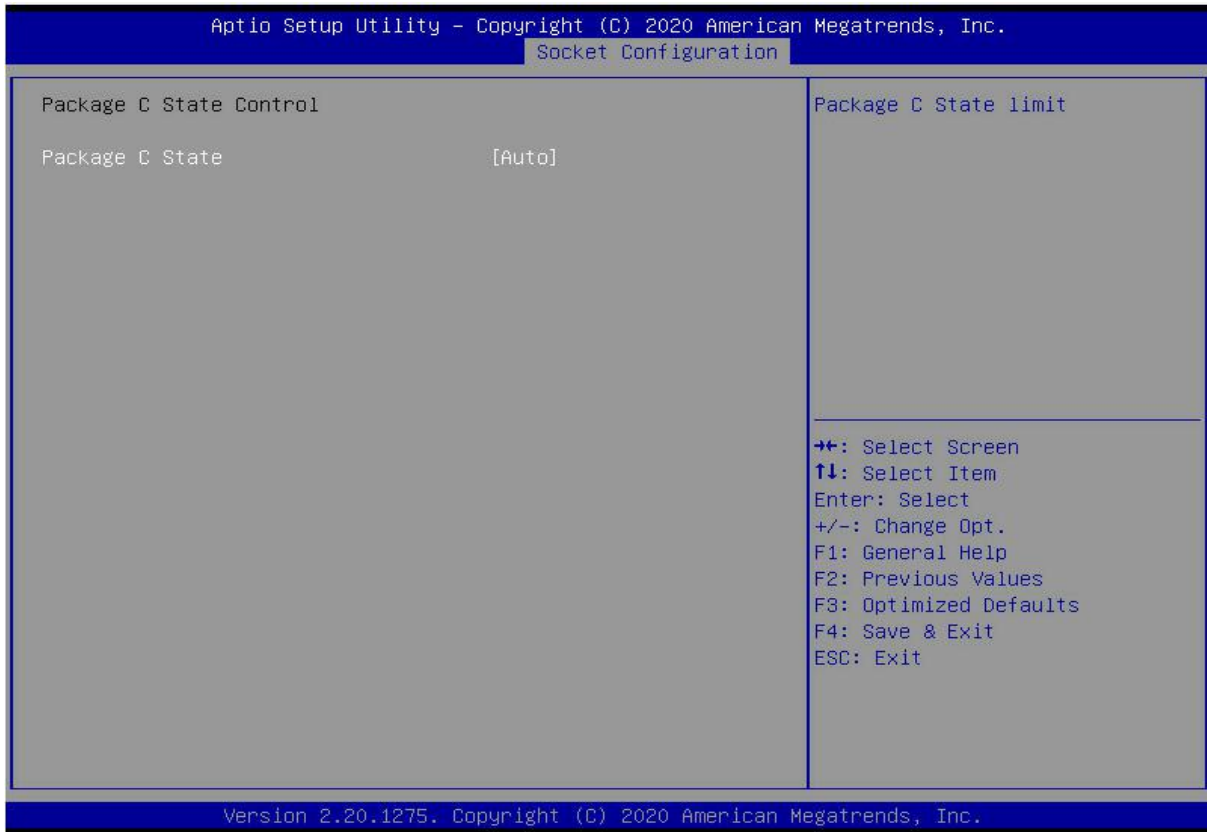 Aptio Setup Utility – Copyright (C) 2020 American Megatrends, Inc.
Socket Configuration
Package C State Control
Package C State [Auto]
Package C State limit
→←: Select Screen
↑↓: Select Item
Enter: Select
+/-: Change Opt.
F1: General Help
F2: Previous Values
F3: Optimized Defaults
F4: Save & Exit
ESC: Exit
Version 2.20.1275. Copyright (C) 2020 American Megatrends, Inc.